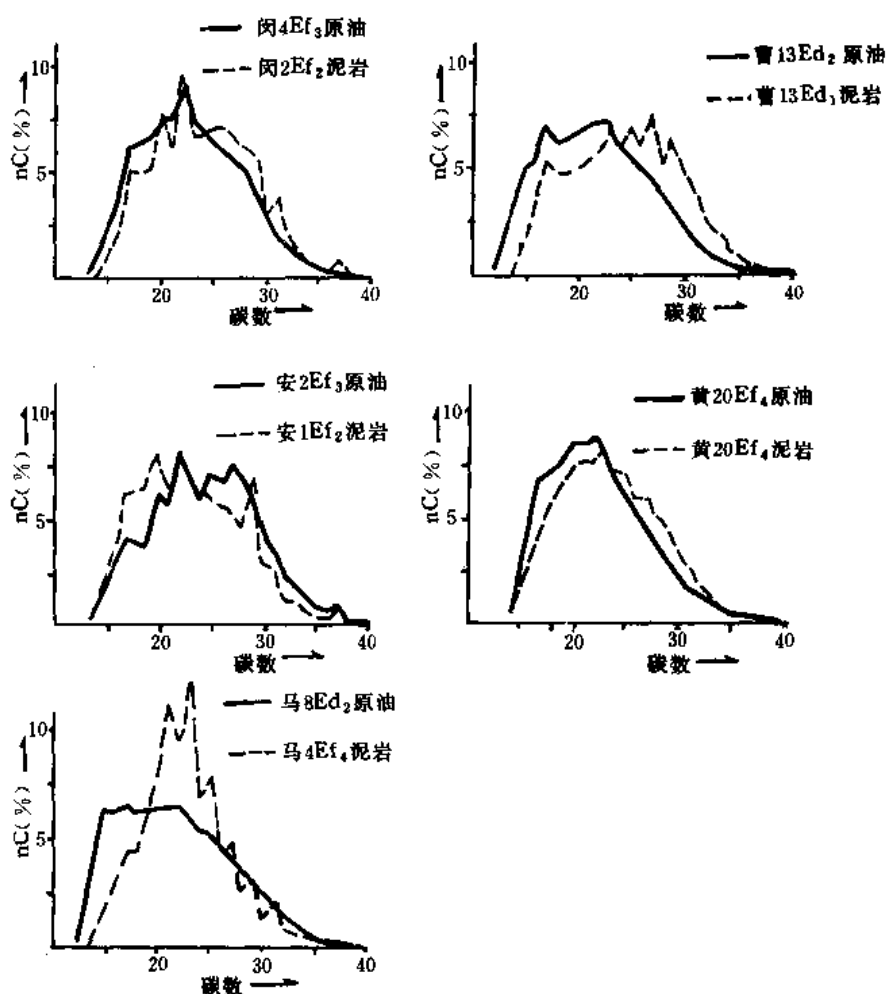 闵4Ef₃原油
闵2Ef₂泥岩
10
5
nC(%)
20 30 40
碳数
曹13Ed₂原油
曹13Ed₁泥岩
10
5
nC(%)
20 30 40
碳数
安2Ef₃原油
安1Ef₂泥岩
10
5
nC(%)
20 30 40
碳数
黄20Ef₄原油
黄20Ef₄泥岩
10
5
nC(%)
20 30 40
碳数
马8Ed₂原油
马4Ef₄泥岩
10
5
nC(%)
20 30 40
碳数